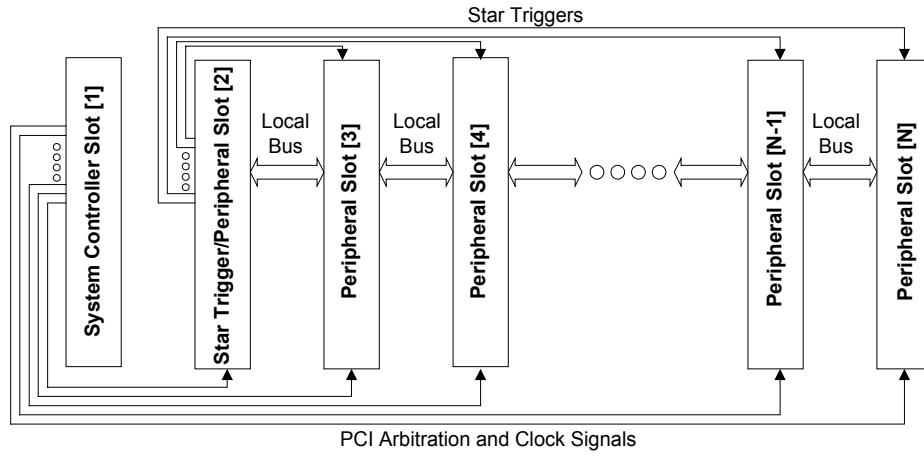 Star Triggers
System Controller Slot [1]
Star Trigger/Peripheral Slot [2]
Local
Bus
Peripheral Slot [3]
Local
Bus
Peripheral Slot [4]
Peripheral Slot [N-1]
Local
Bus
Peripheral Slot [N]
PCI Arbitration and Clock Signals